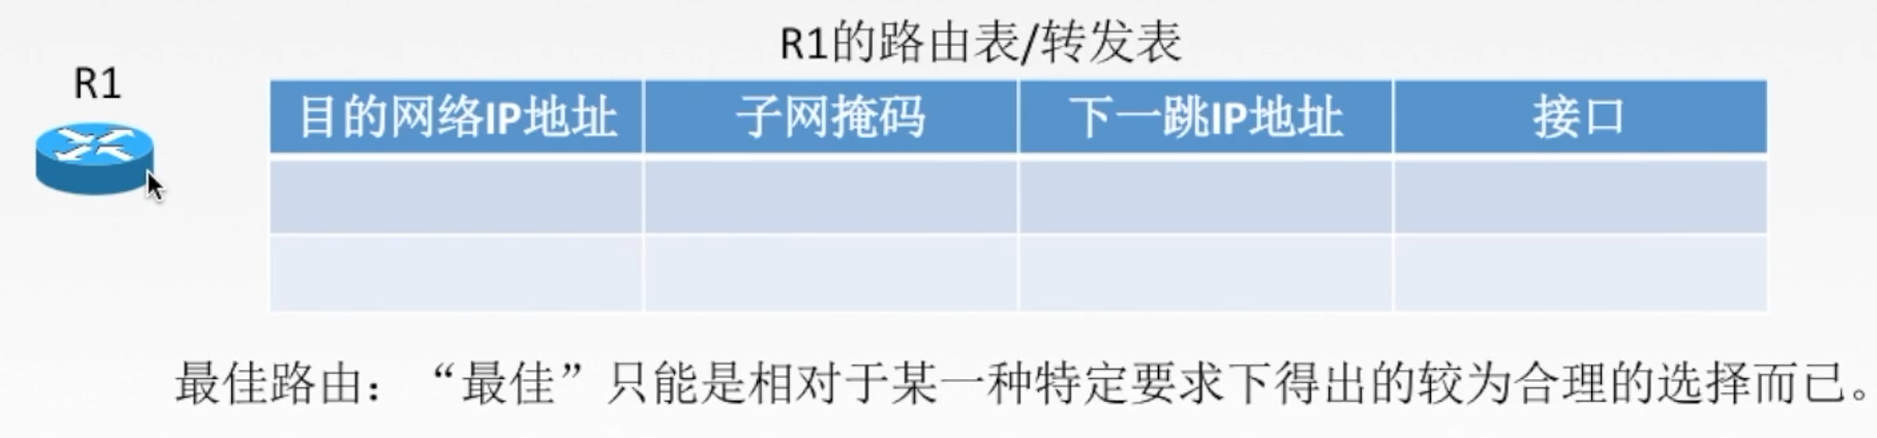 R1的路由表/转发表
R1
目的网络IP地址 子网掩码 下一跳IP地址 接口
最佳路由：“最佳”只能是相对于某一种特定要求下得出的较为合理的选择而已。